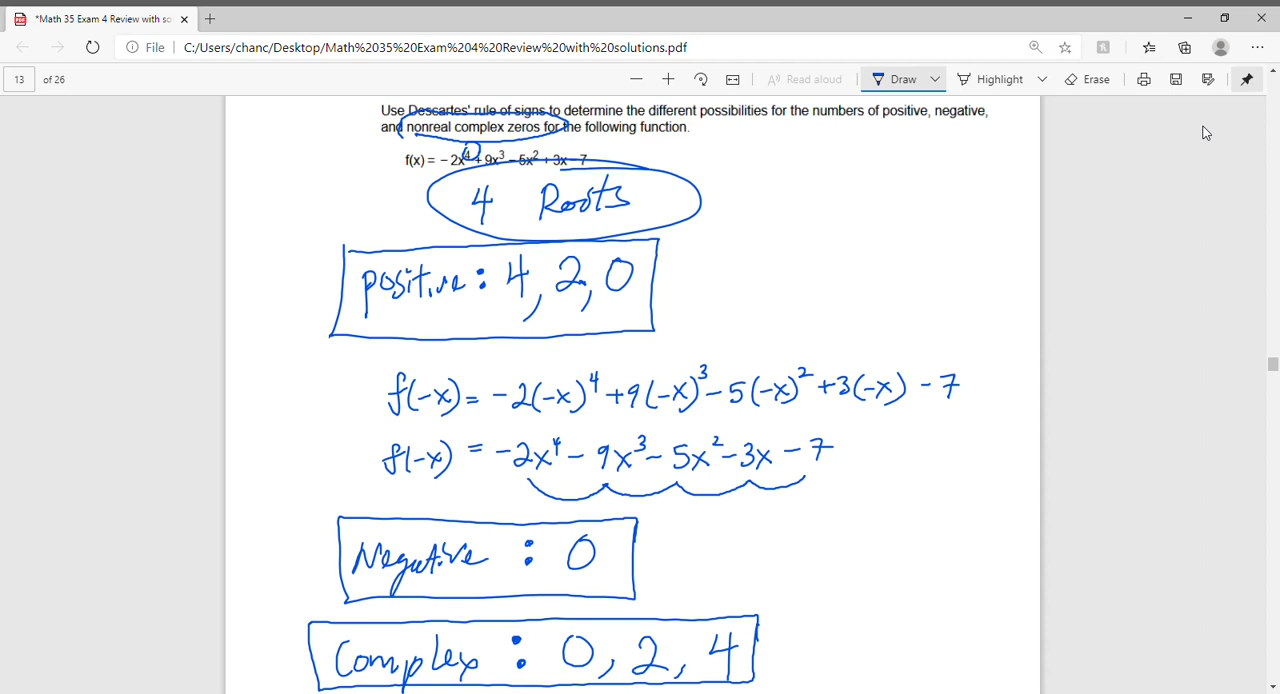 *Math 35 Exam 4 Review with so
File C:/Users/chanc/Desktop/Math%2035%20Exam%204%20Review%20with%20solutions.pdf
13 of 26 Read aloud Draw Highlight Erase
Use Descartes' rule of signs to determine the different possibilities for the numbers of positive, negative,
and nonreal complex zeros for the following function.
f(x) = − 2x⁴ + 9x³ − 5x² + 3x − 7
4 Roots
positive: 4, 2, 0
f(-x) = -2(-x)⁴ + 9(-x)³ - 5(-x)² + 3(-x) - 7
f(-x) = -2x⁴ - 9x³ - 5x² - 3x - 7
Negative : 0
Complex : 0, 2, 4